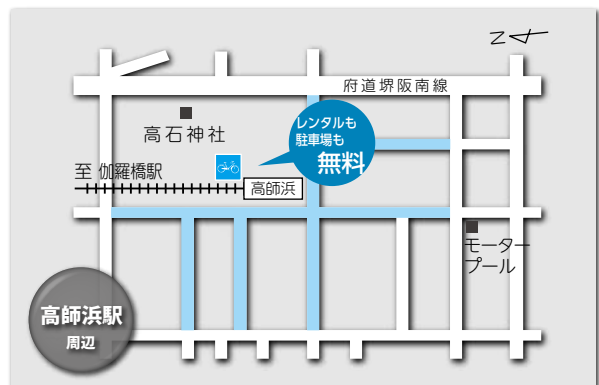 N
府道堺阪南線
レンタルも
駐車場も
無料
高石神社
至 伽羅橋駅
高師浜
モーター
プール
高師浜駅
周辺